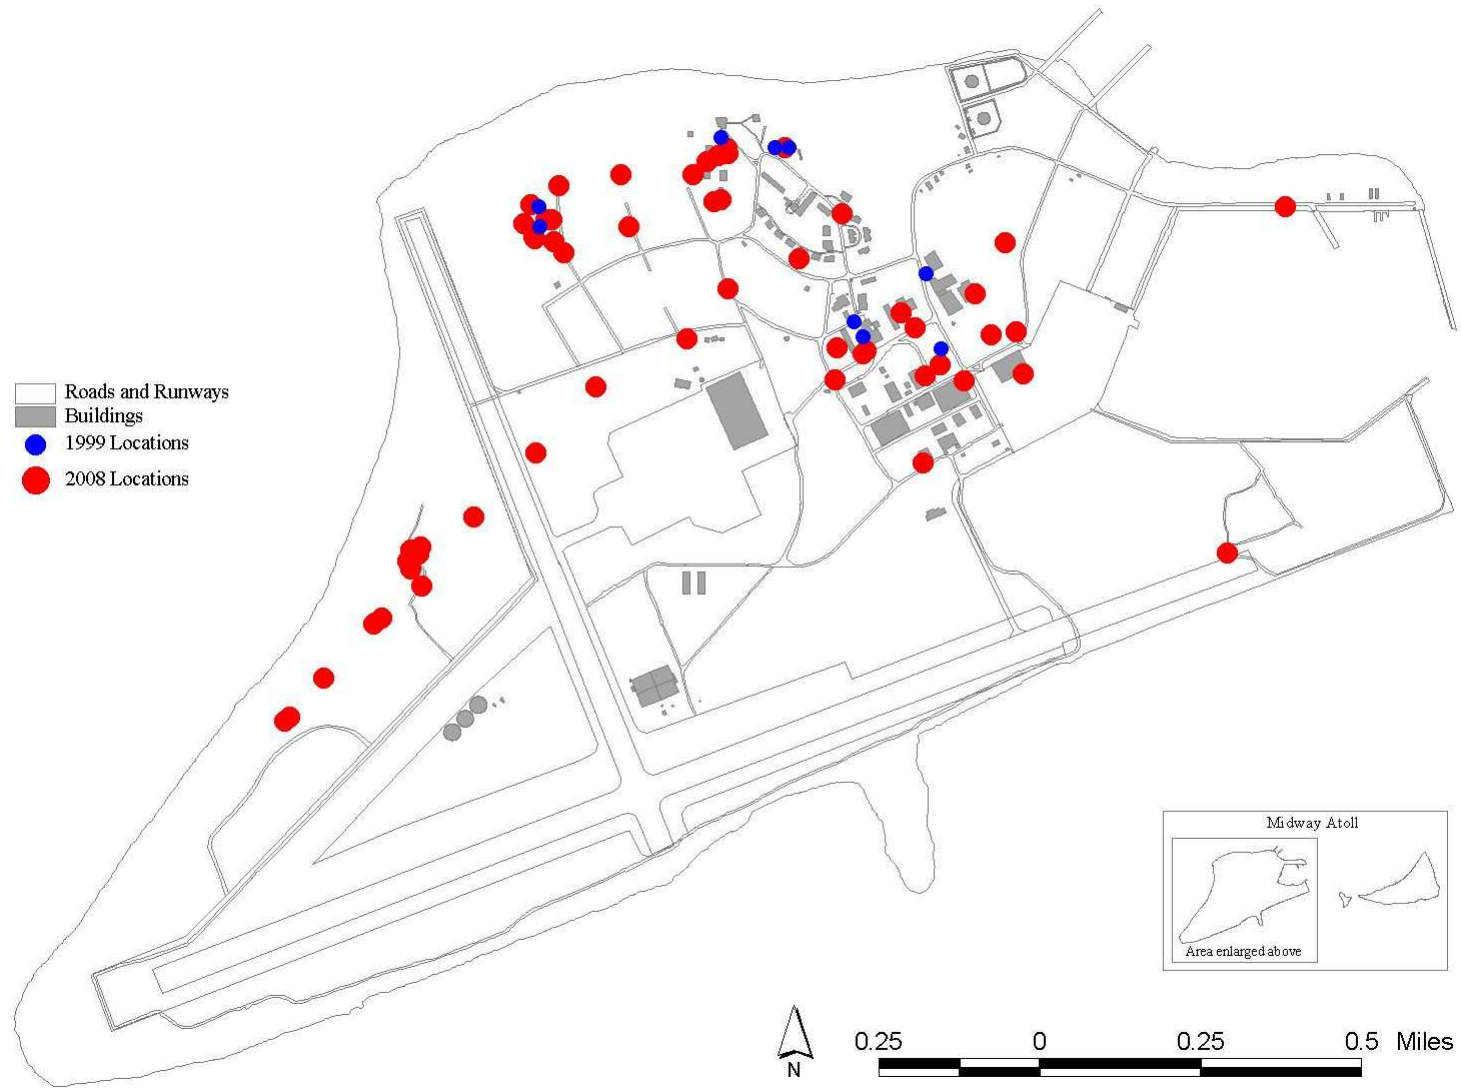 Roads and Runways
Buildings
1999 Locations
2008 Locations
Midway Atoll
Area enlarged above
N
0.25 0 0.25 0.5 Miles